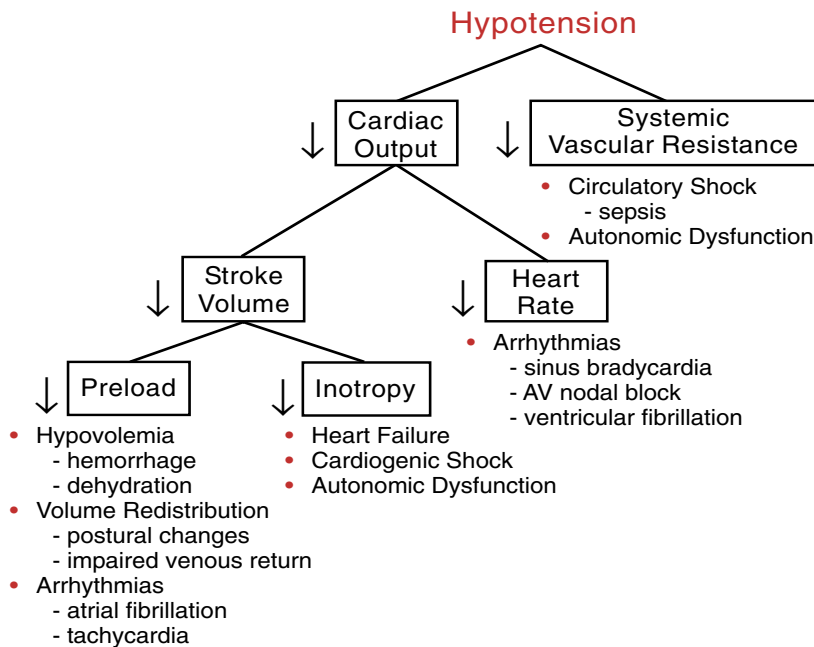 Hypotension
↓ Cardiac
Output
↓ Systemic
Vascular Resistance
• Circulatory Shock
- sepsis
• Autonomic Dysfunction
↓ Stroke
Volume
↓ Heart
Rate
• Arrhythmias
- sinus bradycardia
- AV nodal block
- ventricular fibrillation
↓ Preload
• Hypovolemia
- hemorrhage
- dehydration
• Volume Redistribution
- postural changes
- impaired venous return
• Arrhythmias
- atrial fibrillation
- tachycardia
↓ Inotropy
• Heart Failure
• Cardiogenic Shock
• Autonomic Dysfunction